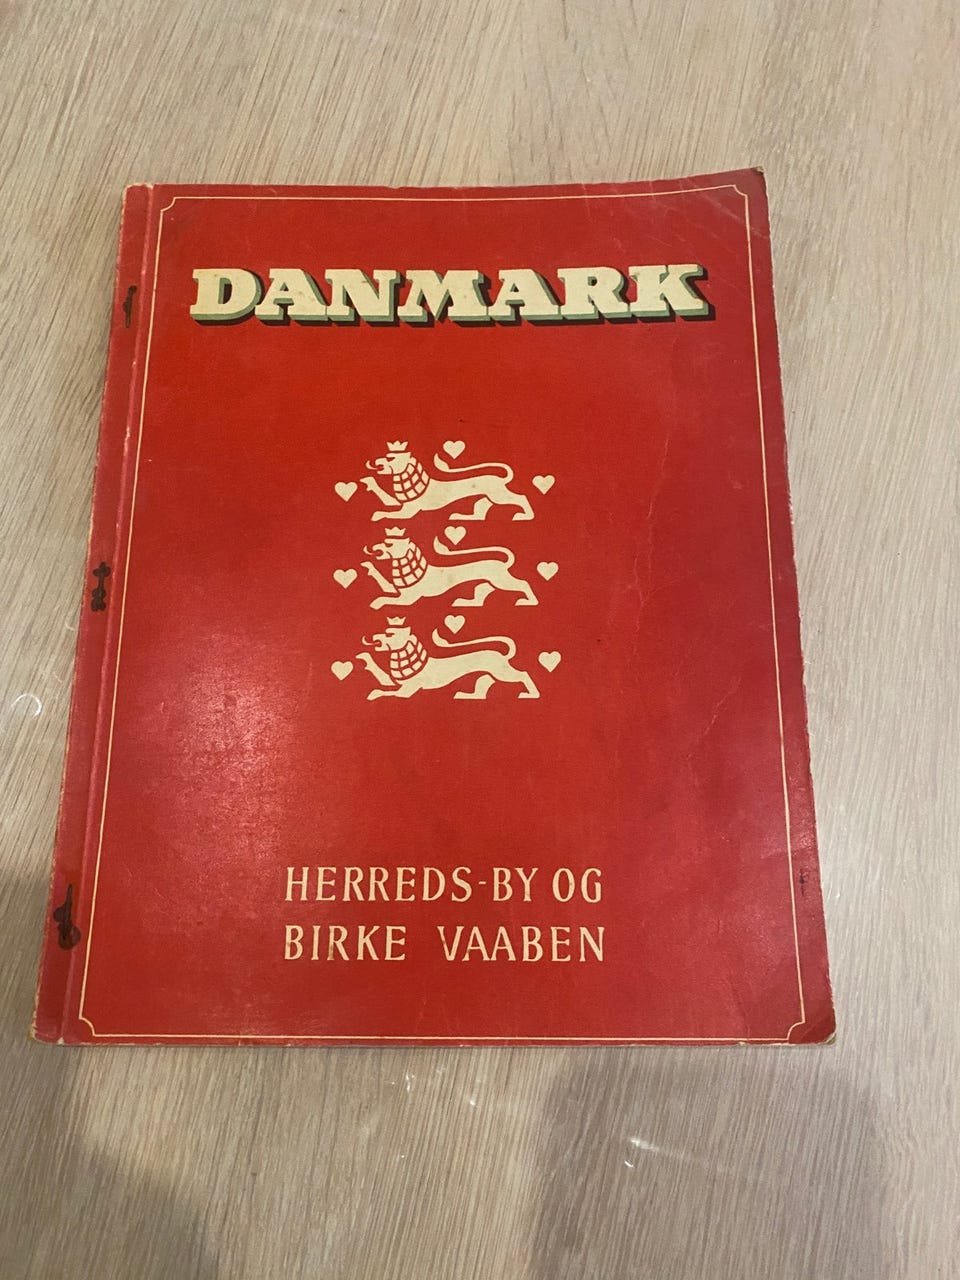 DANMARK
HERREDS-BY OG
BIRKE VAABEN